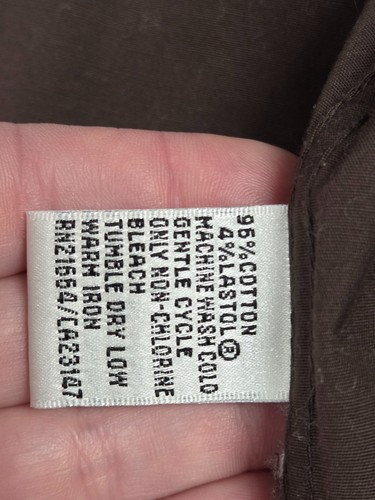 96%COTTON
4%LASTOL®
MACHINE WASH COLD
GENTLE CYCLE
ONLY NON-CHLORINE
BLEACH
TUMBLE DRY LOW
WARM IRON
RN21664/CA23147